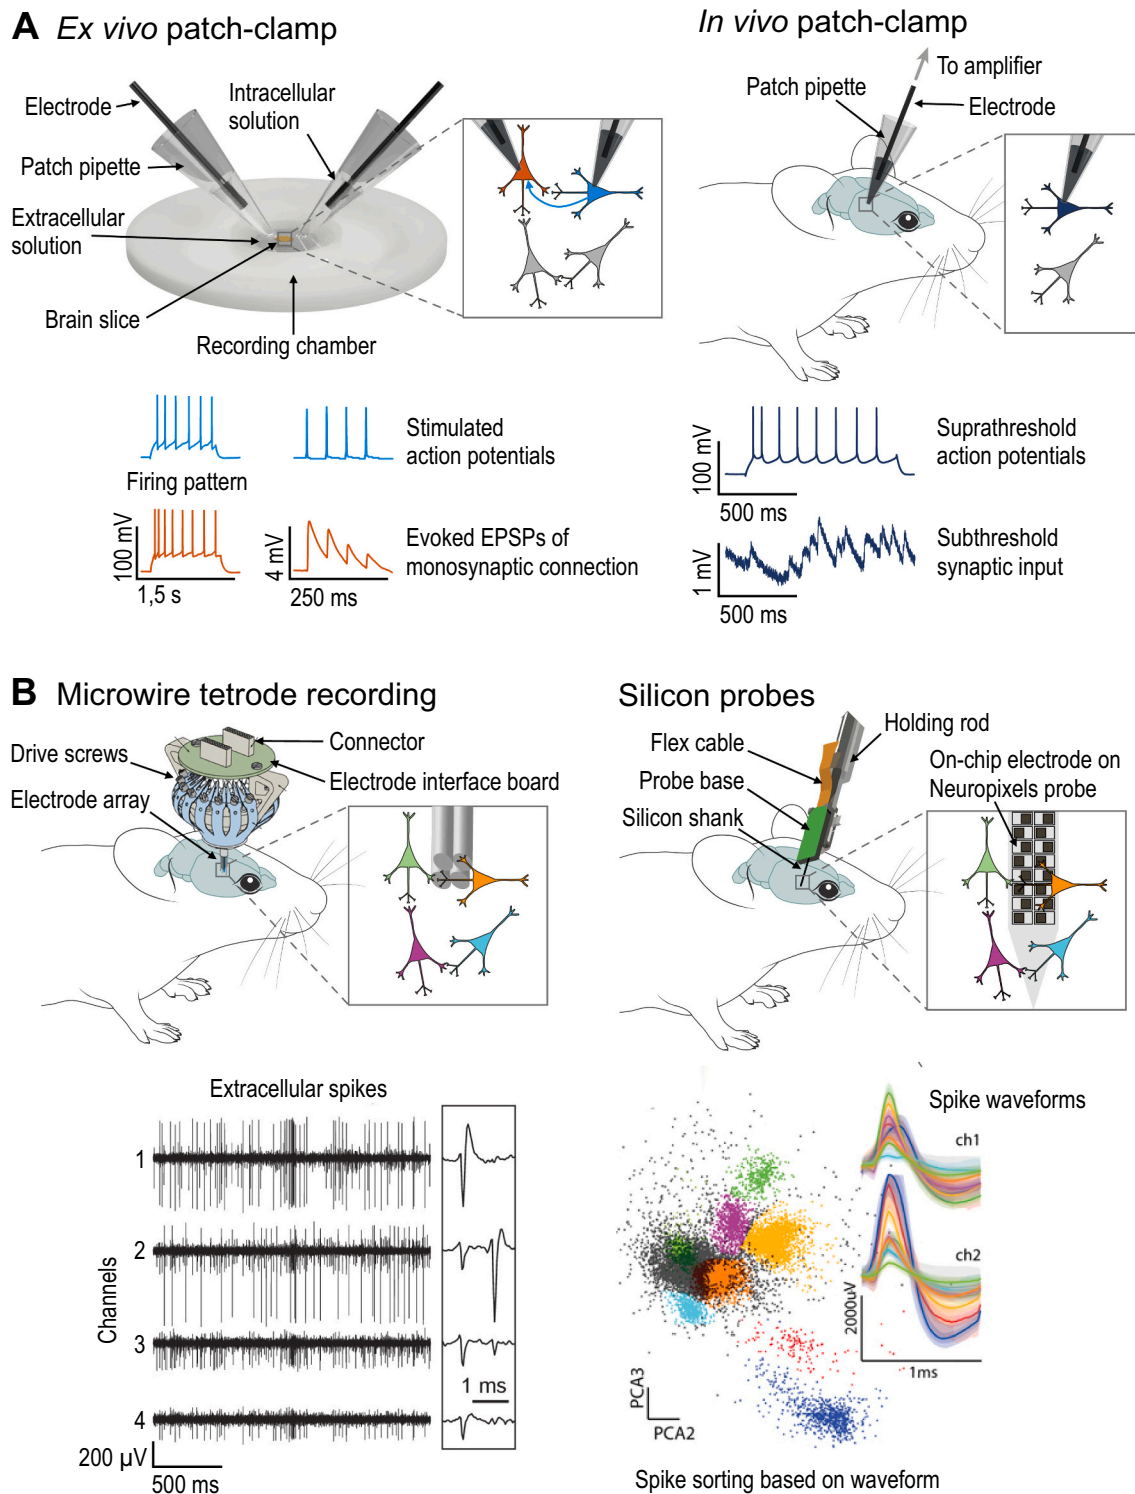 A Ex vivo patch-clamp
In vivo patch-clamp
Electrode
Intracellular
solution
Patch pipette
Extracellular
solution
Brain slice
Recording chamber
To amplifier
Patch pipette
Electrode
Stimulated
action potentials
Firing pattern
100 mV
1,5 s
4 mV
250 ms
Evoked EPSPs of
monosynaptic connection
100 mV
500 ms
Suprathreshold
action potentials
1 mV
500 ms
Subthreshold
synaptic input
B Microwire tetrode recording
Silicon probes
Drive screws
Connector
Electrode interface board
Electrode array
Flex cable
Holding rod
Probe base
Silicon shank
On-chip electrode on
Neuropixels probe
Extracellular spikes
Channels
1
2
3
4
1 ms
200 µV
500 ms
Spike waveforms
ch1
ch2
2000uV
1ms
PCA3
PCA2
Spike sorting based on waveform